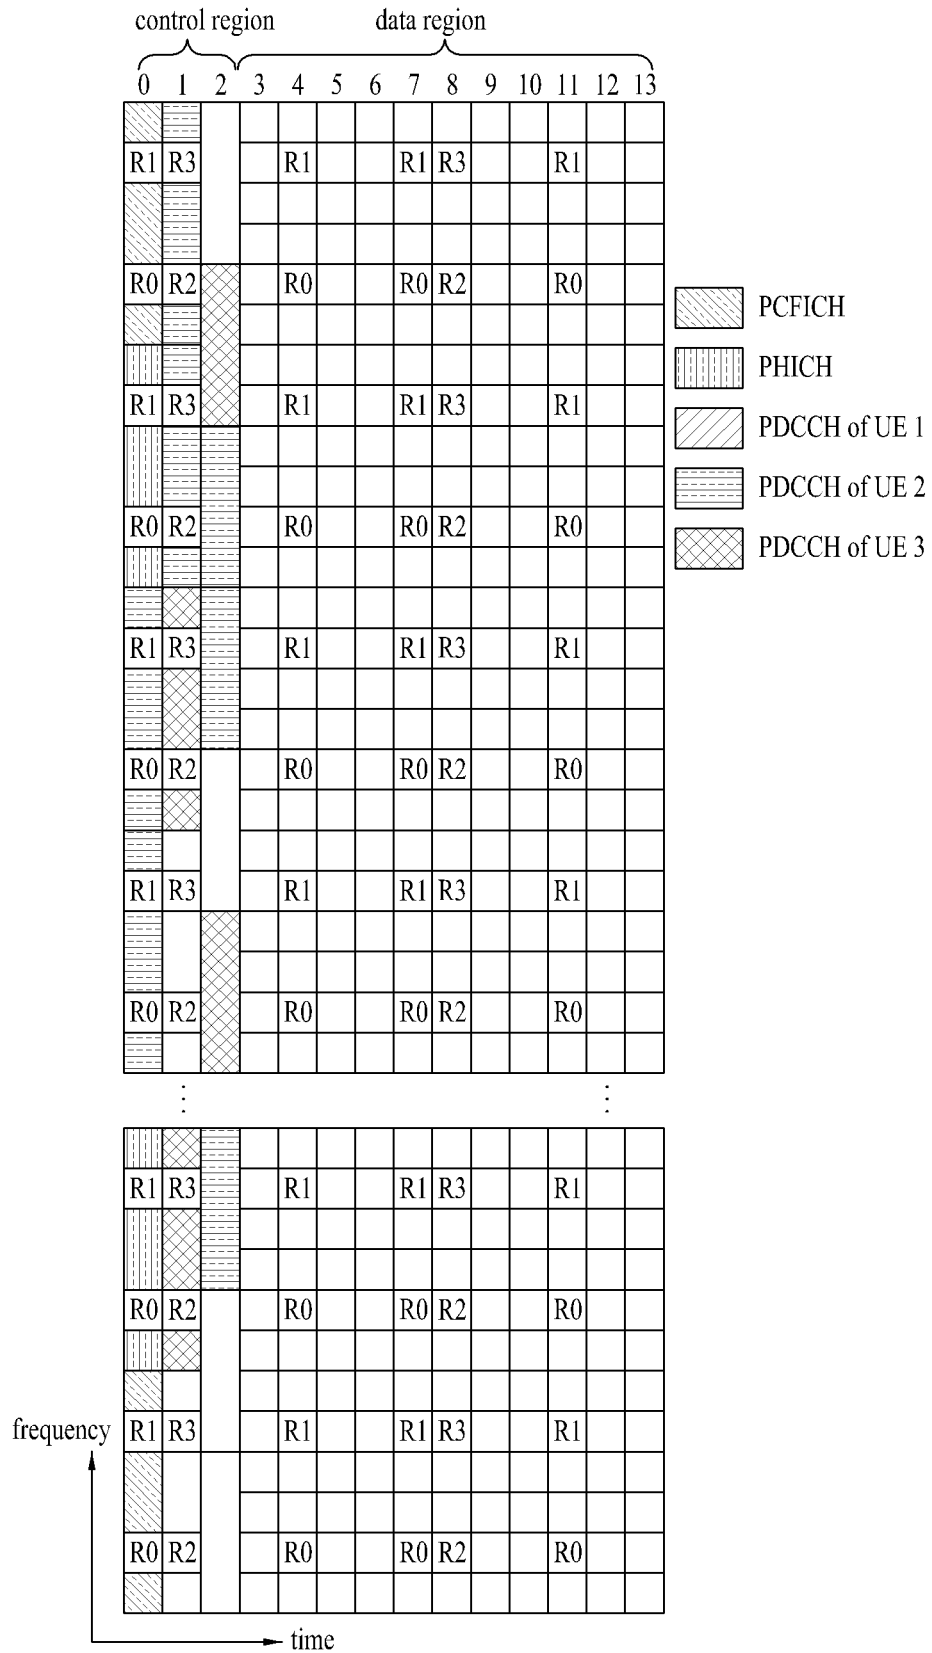 control region data region
0 1 2 3 4 5 6 7 8 9 10 11 12 13
R1 R3 R1 R1 R3 R1
R0 R2 R0 R0 R2 R0
PCFICH
PHICH
R1 R3 R1 R1 R3 R1
PDCCH of UE 1
PDCCH of UE 2
R0 R2 R0 R0 R2 R0
PDCCH of UE 3
R1 R3 R1 R1 R3 R1
R0 R2 R0 R0 R2 R0
R1 R3 R1 R1 R3 R1
R0 R2 R0 R0 R2 R0
R1 R3 R1 R1 R3 R1
R0 R2 R0 R0 R2 R0
frequency R1 R3 R1 R1 R3 R1
R0 R2 R0 R0 R2 R0
time